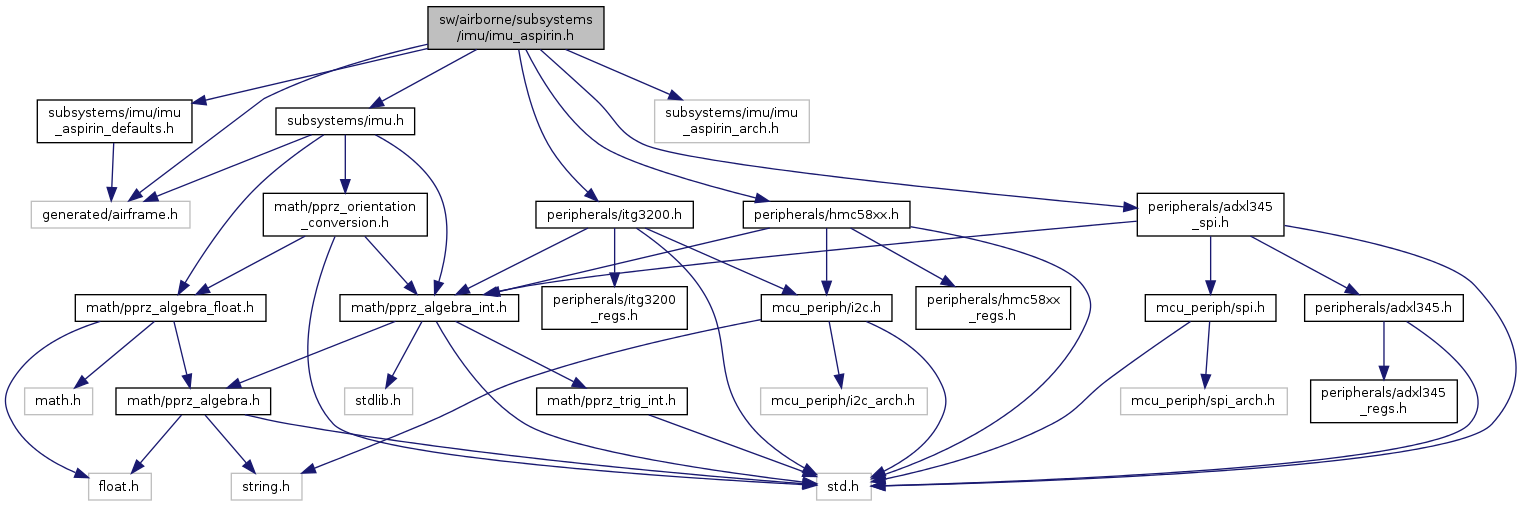 sw/airborne/subsystems
/imu/imu_aspirin.h
subsystems/imu/imu
_aspirin_defaults.h
subsystems/imu.h
subsystems/imu/imu
_aspirin_arch.h
generated/airframe.h
math/pprz_orientation
_conversion.h
peripherals/itg3200.h
peripherals/hmc58xx.h
peripherals/adxl345
_spi.h
math/pprz_algebra_float.h
math/pprz_algebra_int.h
peripherals/itg3200
_regs.h
mcu_periph/i2c.h
peripherals/hmc58xx
_regs.h
mcu_periph/spi.h
peripherals/adxl345.h
math.h
math/pprz_algebra.h
stdlib.h
math/pprz_trig_int.h
mcu_periph/i2c_arch.h
mcu_periph/spi_arch.h
peripherals/adxl345
_regs.h
float.h
string.h
std.h